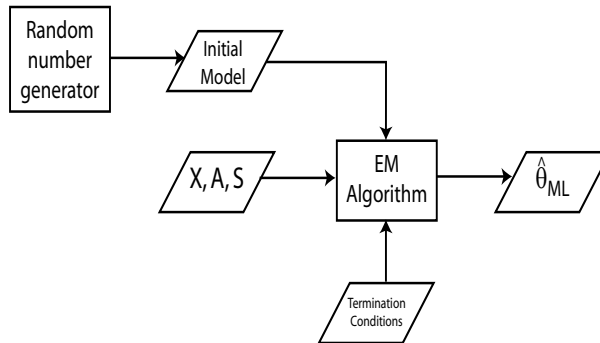 Random
number
generator
Initial
Model
X, A, S
EM
Algorithm
θ̂ML
Termination
Conditions